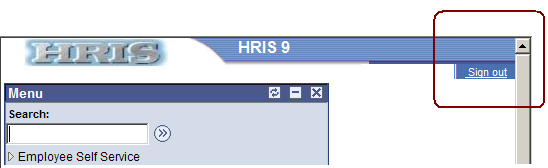 HRIS
HRIS 9
Sign out
Menu
Search:
Employee Self Service